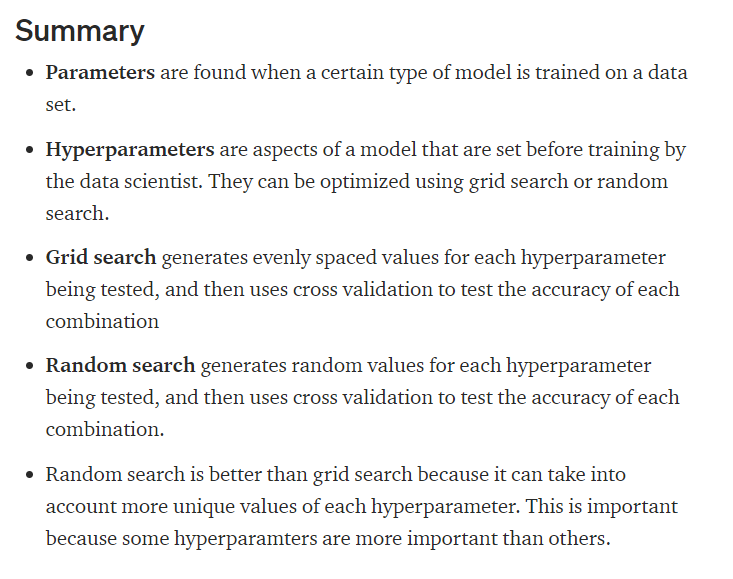 Summary
• Parameters are found when a certain type of model is trained on a data
set.
• Hyperparameters are aspects of a model that are set before training by
the data scientist. They can be optimized using grid search or random
search.
• Grid search generates evenly spaced values for each hyperparameter
being tested, and then uses cross validation to test the accuracy of each
combination
• Random search generates random values for each hyperparameter
being tested, and then uses cross validation to test the accuracy of each
combination.
• Random search is better than grid search because it can take into
account more unique values of each hyperparameter. This is important
because some hyperparamters are more important than others.